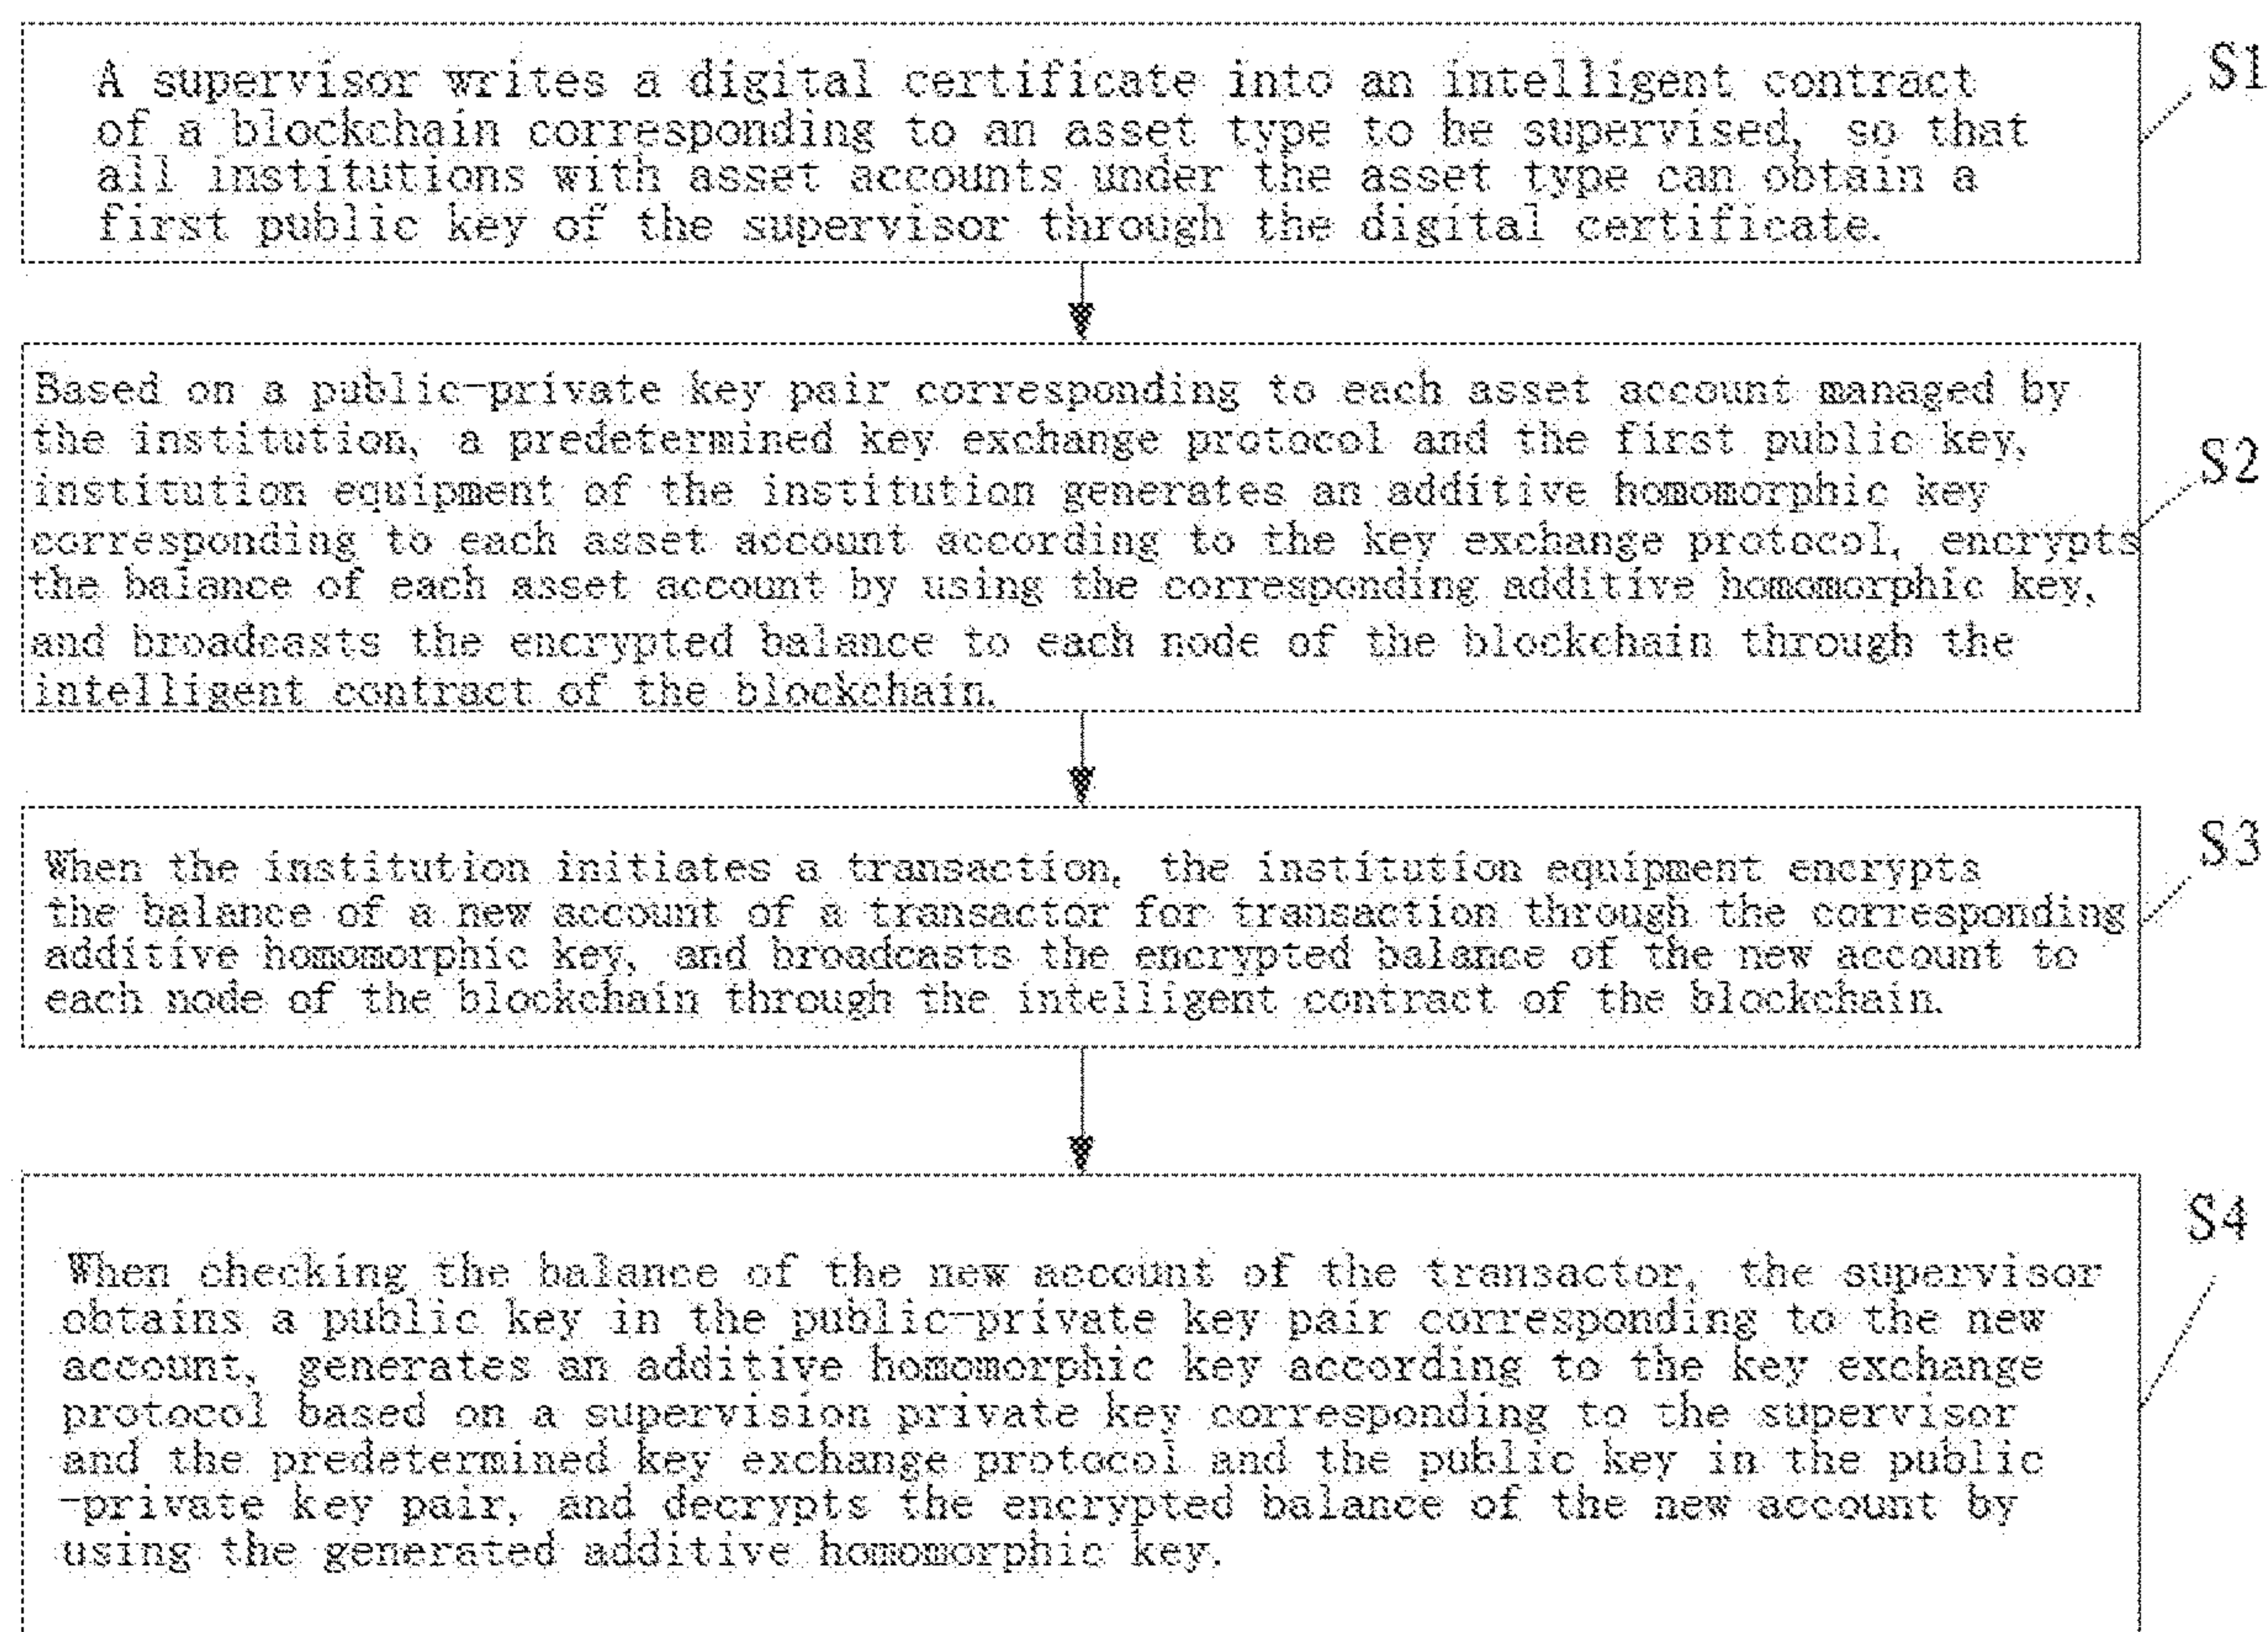 A supervisor writes a digital certificate into an intelligent contract
of a blockchain corresponding to an asset type to be supervised, so that
all institutions with asset accounts under the asset type can obtain a
first public key of the supervisor through the digital certificate.
S1
Based on a public-private key pair corresponding to each asset account managed by
the institution, a predetermined key exchange protocol and the first public key,
institution equipment of the institution generates an additive homomorphic key
corresponding to each asset account according to the key exchange protocol, encrypts
the balance of each asset account by using the corresponding additive homomorphic key,
and broadcasts the encrypted balance to each node of the blockchain through the
intelligent contract of the blockchain.
S2
When the institution initiates a transaction, the institution equipment encrypts
the balance of a new account of a transactor for transaction through the corresponding
additive homomorphic key, and broadcasts the encrypted balance of the new account to
each node of the blockchain through the intelligent contract of the blockchain.
S3
When checking the balance of the new account of the transactor, the supervisor
obtains a public key in the public-private key pair corresponding to the new
account, generates an additive homomorphic key according to the key exchange
protocol based on a supervision private key corresponding to the supervisor
and the predetermined key exchange protocol and the public key in the public
-private key pair, and decrypts the encrypted balance of the new account by
using the generated additive homomorphic key.
S4